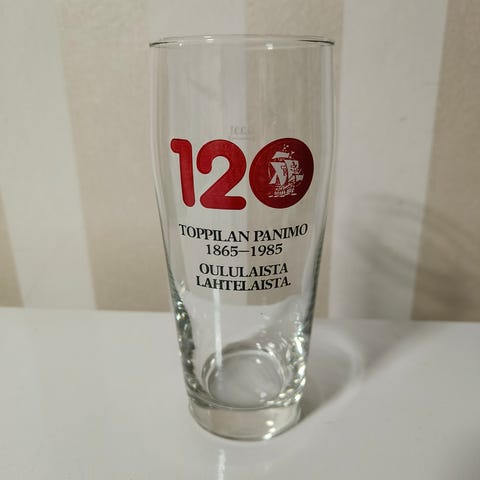 120
TOPPILAN PANIMO
1865—1985
OULULAISTA
LAHTELAISTA.